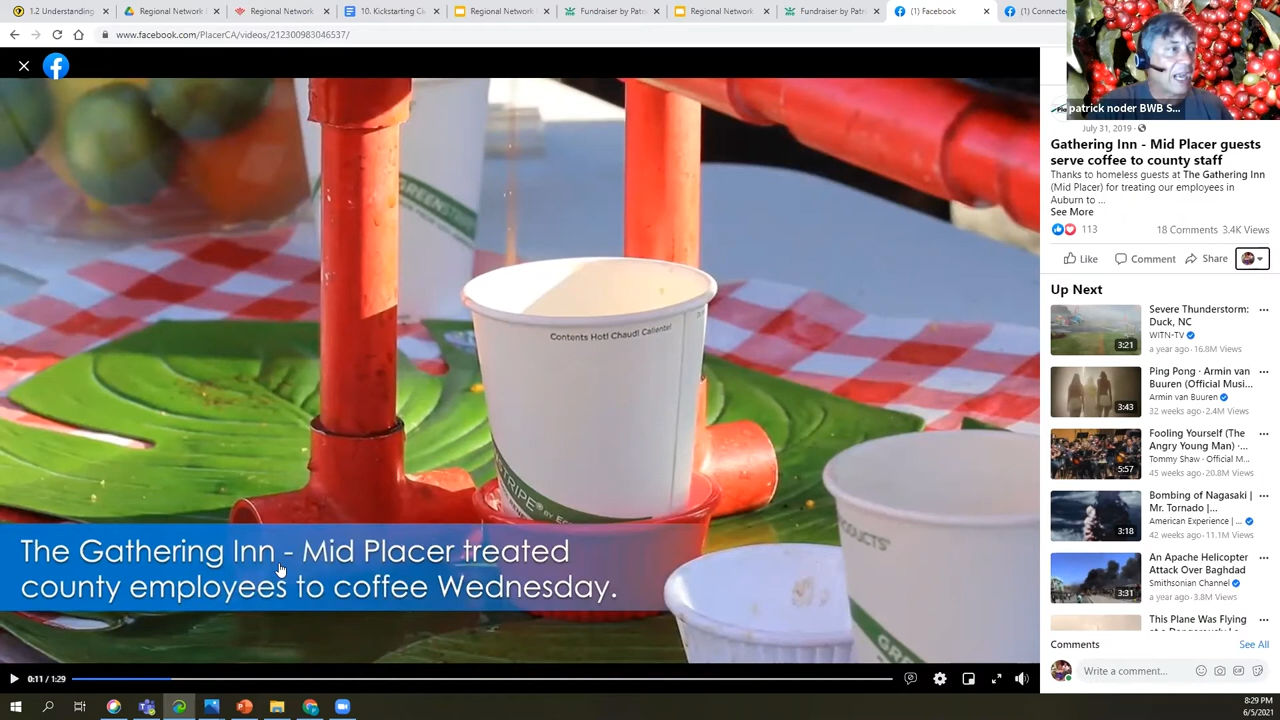 1.2 Understanding
Regional Network
Regional Network
10. Kickstarting Ci
Regional Network
Fundraiser by Patr
Regional Network
Fundraiser by Patr
(1) Facebook
(1) Connecte
www.facebook.com/PlacerCA/videos/212300983046537/
patrick noder BWB S...
July 31, 2019
Gathering Inn - Mid Placer guests
serve coffee to county staff
Thanks to homeless guests at The Gathering Inn
(Mid Placer) for treating our employees in
Auburn to ...
See More
113
18 Comments 3.4K Views
Like
Comment
Share
Up Next
Severe Thunderstorm:
Duck, NC
WITN-TV
a year ago · 16.8M Views
3:21
Ping Pong · Armin van
Buuren (Official Musi...
Armin van Buuren
32 weeks ago · 2.4M Views
3:43
Fooling Yourself (The
Angry Young Man) ·...
Tommy Shaw · Official M...
45 weeks ago · 20.8M Views
5:57
Bombing of Nagasaki |
Mr. Tornado |...
American Experience | ...
42 weeks ago · 11.1M Views
3:18
An Apache Helicopter
Attack Over Baghdad
Smithsonian Channel
a year ago · 3.8M Views
3:31
This Plane Was Flying
Comments
See All
Write a comment...
GREENSTRIPE
Contents Hot! Chaud! Caliente!
The Gathering Inn - Mid Placer treated
county employees to coffee Wednesday.
0:11 / 1:29
8:29 PM
6/5/2021